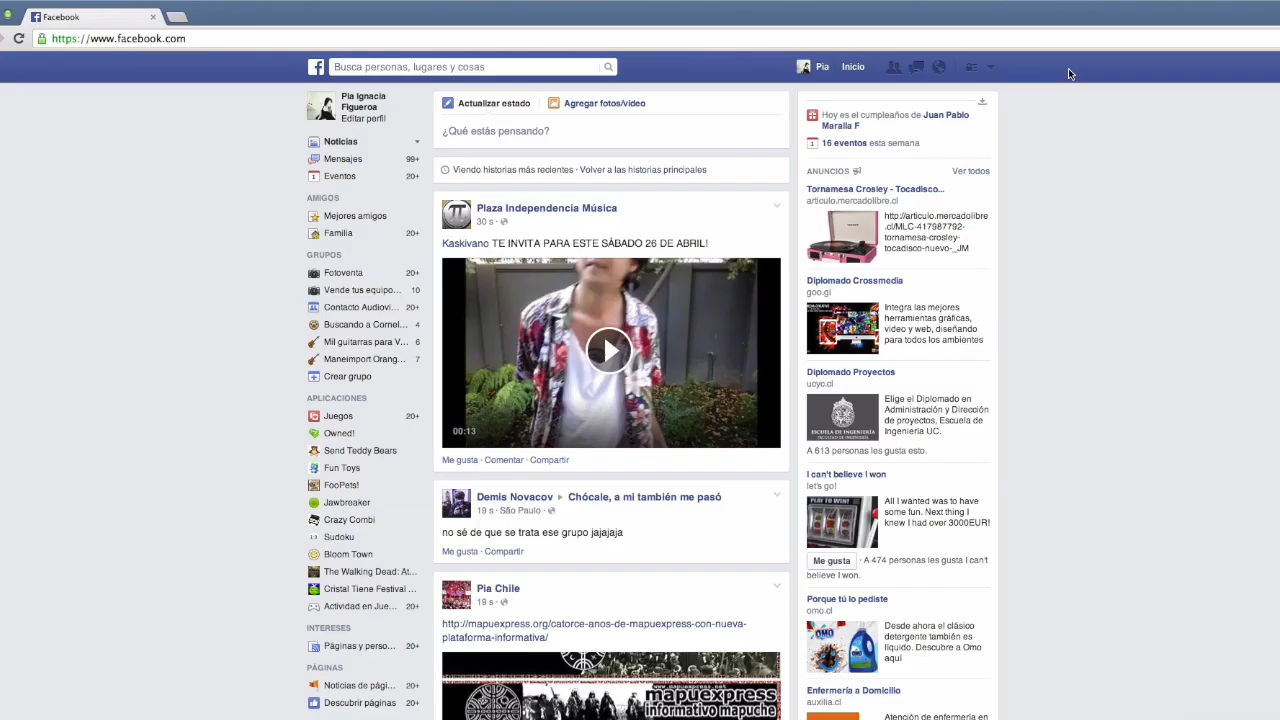 Facebook
https://www.facebook.com
Busca personas, lugares y cosas
Pia
Inicio
Pia Ignacia
Figueroa
Editar perfil
Noticias
Mensajes 99+
Eventos 20+
AMIGOS
Mejores amigos
Familia 20+
GRUPOS
Fotoventa 20+
Vende tus equipo... 10
Contacto Audiovi... 20+
Buscando a Cornel... 4
Mil guitarras para V... 6
Maneimport Orang... 7
Crear grupo
APLICACIONES
Juegos 20+
Owned!
Send Teddy Bears
Fun Toys
FooPets!
Jawbreaker
Crazy Combi
Sudoku
Bloom Town
The Walking Dead: At...
Cristal Tiene Festival ...
Actividad en Jue... 20+
INTERESES
Páginas y perso... 20+
PÁGINAS
Noticias de pági... 20+
Descubrir páginas 20+
Actualizar estado
Agregar fotos/video
¿Qué estás pensando?
Viendo historias más recientes · Volver a las historias principales
Plaza Independencia Música
30 s ·
Kaskivano TE INVITA PARA ESTE SÁBADO 26 DE ABRIL!
00:13
Me gusta · Comentar · Compartir
Demis Novacov ▸ Chócale, a mi también me pasó
19 s · São Paulo ·
no sé de que se trata ese grupo jajajaja
Me gusta · Compartir
Pia Chile
19 s ·
http://mapuexpress.org/catorce-anos-de-mapuexpress-con-nueva-
plataforma-informativa/
mapuexpress
informativo mapuche
Hoy es el cumpleaños de Juan Pablo
Maralla F
16 eventos esta semana
ANUNCIOS
Ver todos
Tornamesa Crosley - Tocadisco...
articulo.mercadolibre.cl
http://articulo.mercadolibre
.cl/MLC-417987792-
tornamesa-crosley-
tocadisco-nuevo-_JM
Diplomado Crossmedia
goo.gl
Integra las mejores
herramientas gráficas,
video y web, diseñando
para todos los ambientes
Diplomado Proyectos
ucyc.cl
ESCUELA DE INGENIERÍA
FACULTAD DE INGENIERÍA
Elige el Diplomado en
Administración y Dirección
de proyectos, Escuela de
Ingeniería UC.
A 613 personas les gusta esto.
I can't believe I won
let's go!
PLAY TO WINE
All I wanted was to have
some fun. Next thing I
knew I had over 3000EUR!
Me gusta · A 474 personas les gusta I can't
believe I won.
Porque tú lo pediste
omo.cl
OMO
Desde ahora el clásico
detergente también es
líquido. Descubre a Omo
aquí
Enfermería a Domicilio
auxilia.cl
Atención de enfermería en